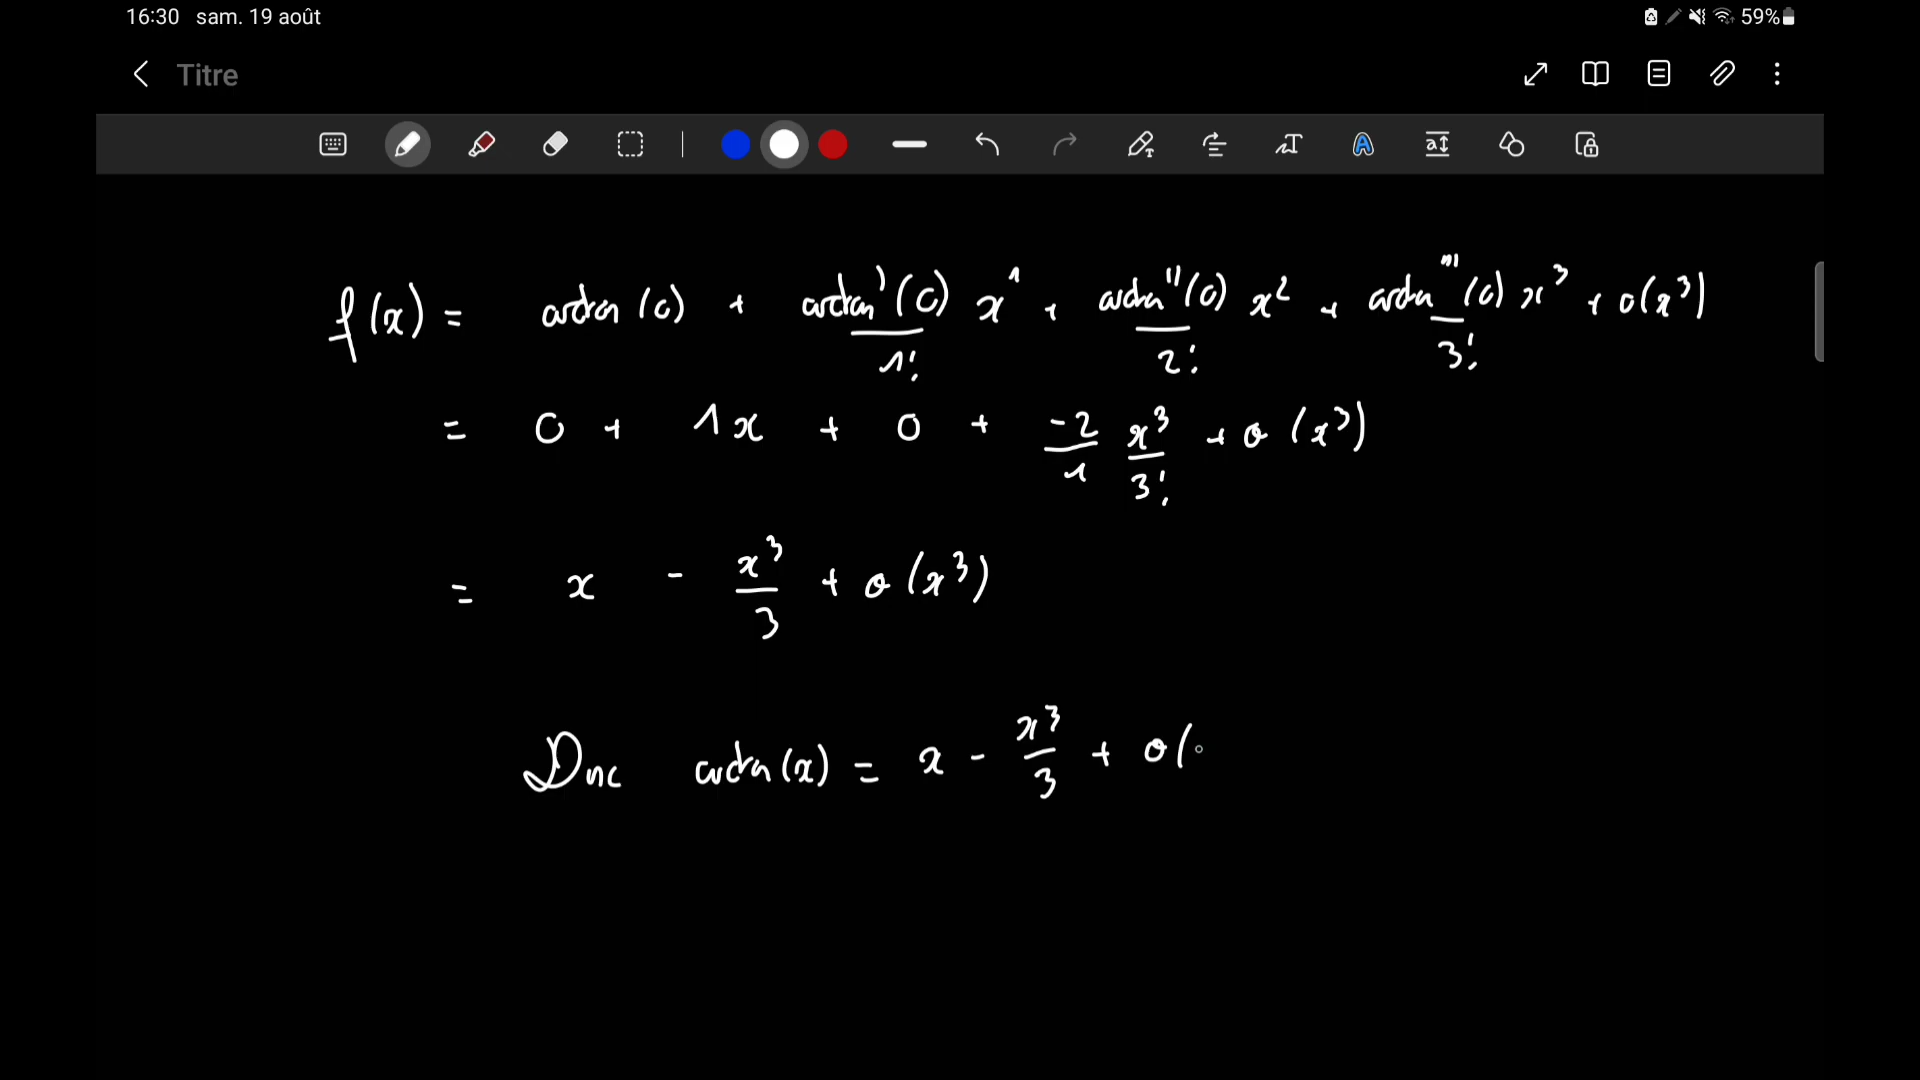 16:30 sam. 19 août 59%
Titre
f(x) = arctan(0) + arctan'(0)/1! x^1 + arctan''(0)/2! x^2 + arctan'''(0)/3! x^3 + o(x^3)
= 0 + 1x + 0 + -2/1 x^3/3! + o(x^3)
= x - x^3/3 + o(x^3)
Donc arctan(x) = x - x^3/3 + o(